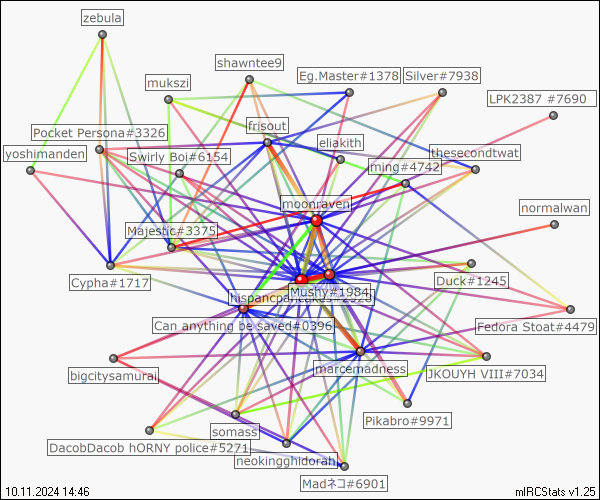 zebula
shawntee9
mukszi
Eg.Master#1378
Silver#7938
LPK2387 #7690
Pocket Persona#3326
frisout
eliakith
yoshimanden
Swirly Boi#6154
ming#4742
thesecondtwat
moonraven
normalwan
Majestic#3375
Cypha#1717
Duck#1245
Mushy#1984
Can anything be saved#0396
Fedora Stoat#4479
marcemadness
bigcitysamurai
JKOUYH VIII#7034
Pikabro#9971
somass
DacobDacob hORNY police#5271
neokingghidorah
Madネコ#6901
10.11.2024 14:46
mIRCStats v1.25